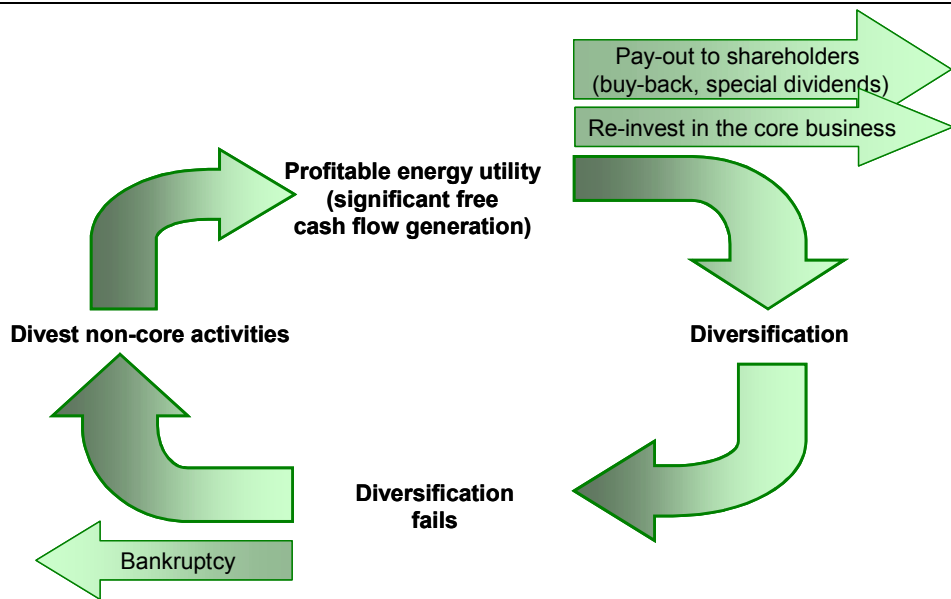 Pay-out to shareholders
(buy-back, special dividends)
Re-invest in the core business
Profitable energy utility
(significant free
cash flow generation)
Divest non-core activities
Diversification
Diversification
fails
Bankruptcy